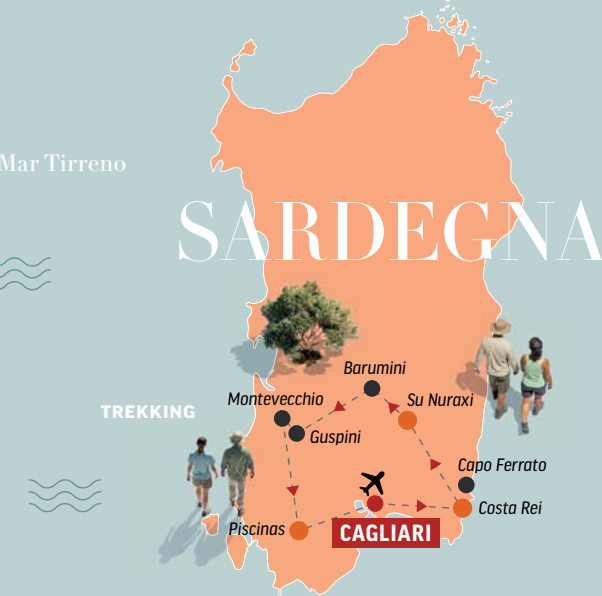 Mar Tirreno
SARDEGNA
Barumini
Montevecchio
Su Nuraxi
TREKKING
Guspini
Capo Ferrato
Costa Rei
Piscinas
CAGLIARI